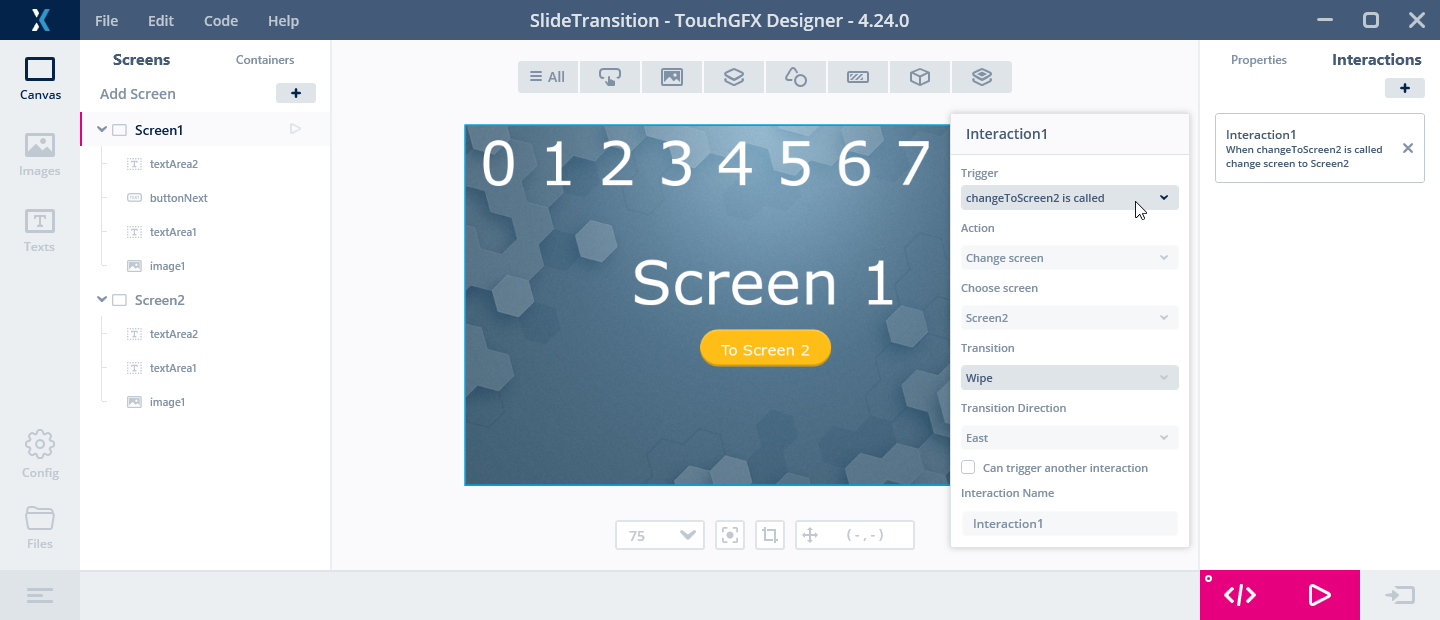 File Edit Code Help
SlideTransition - TouchGFX Designer - 4.24.0
Canvas
Images
Texts
Config
Files
Screens Containers
Add Screen
Screen1
textArea2
buttonNext
textArea1
image1
Screen2
textArea2
textArea1
image1
All
0 1 2 3 4 5 6 7
Screen 1
To Screen 2
75
( - , - )
Interaction1
Trigger
changeToScreen2 is called
Action
Change screen
Choose screen
Screen2
Transition
Wipe
Transition Direction
East
Can trigger another interaction
Interaction Name
Interaction1
Properties Interactions
Interaction1
When changeToScreen2 is called
change screen to Screen2